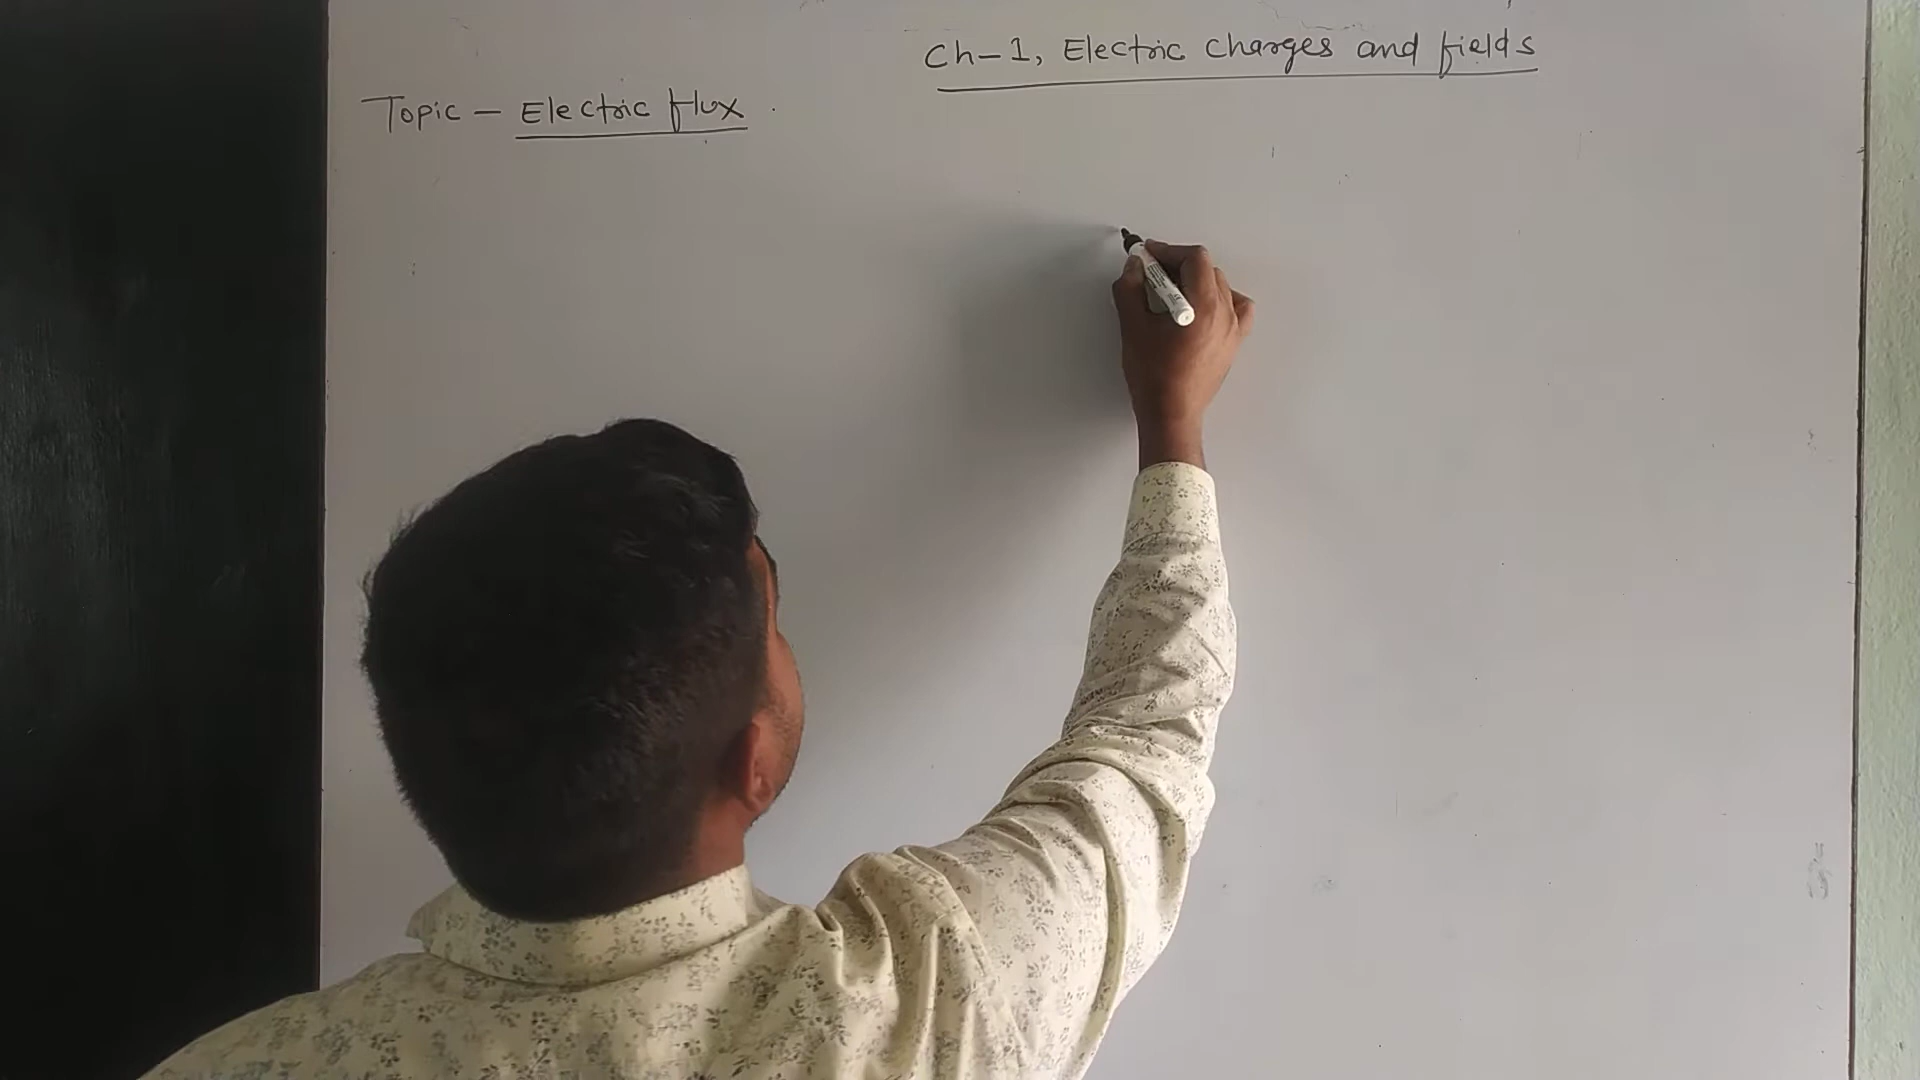 Ch-1, Electric charges and fields
Topic - Electric flux